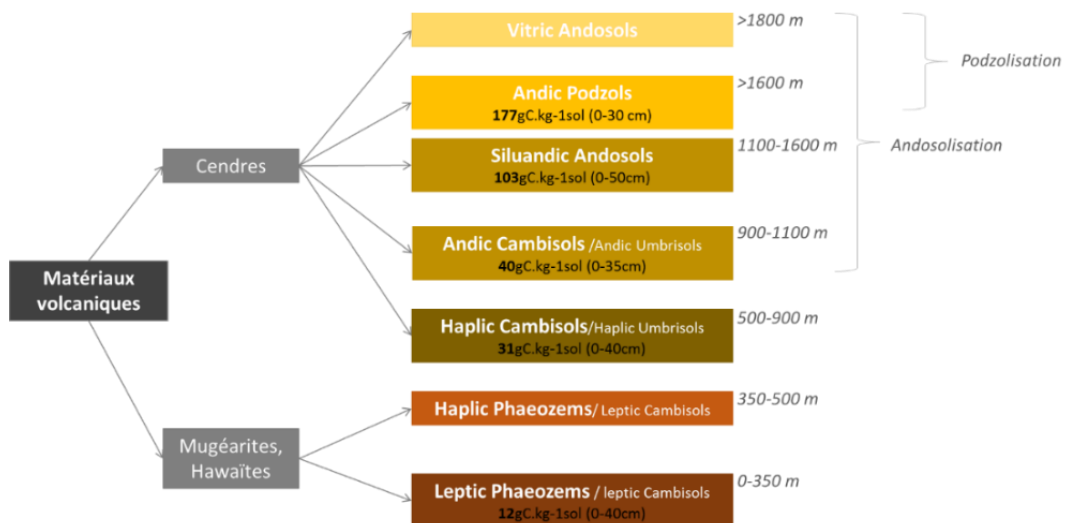 Vitric Andosols
>1800 m
Podzolisation
Andic Podzols
177gC.kg-1sol (0-30 cm)
>1600 m
Cendres
Siluandic Andosols
103gC.kg-1sol (0-50cm)
1100-1600 m
Andosolisation
Andic Cambisols /Andic Umbrisols
40gC.kg-1sol (0-35cm)
900-1100 m
Matériaux
volcaniques
Haplic Cambisols/Haplic Umbrisols
31gC.kg-1sol (0-40cm)
500-900 m
Haplic Phaeozems/ Leptic Cambisols
350-500 m
Mugéarites,
Hawaïtes
Leptic Phaeozems / leptic Cambisols
12gC.kg-1sol (0-40cm)
0-350 m